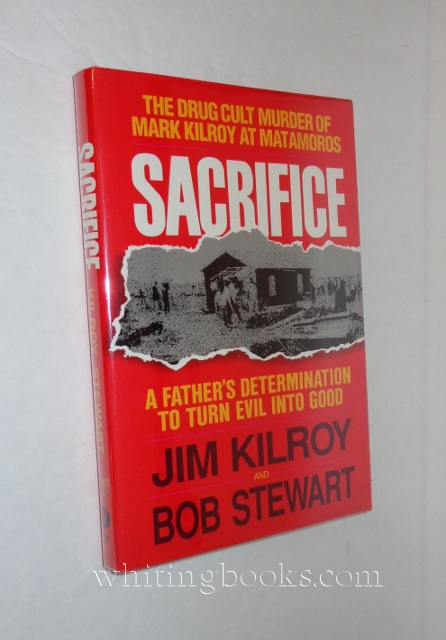 THE DRUG CULT MURDER OF
MARK KILROY AT MATAMOROS
SACRIFICE
A FATHER'S DETERMINATION
TO TURN EVIL INTO GOOD
JIM KILROY
AND
BOB STEWART
SACRIFICE KILROY STEWART
whitingbooks.com